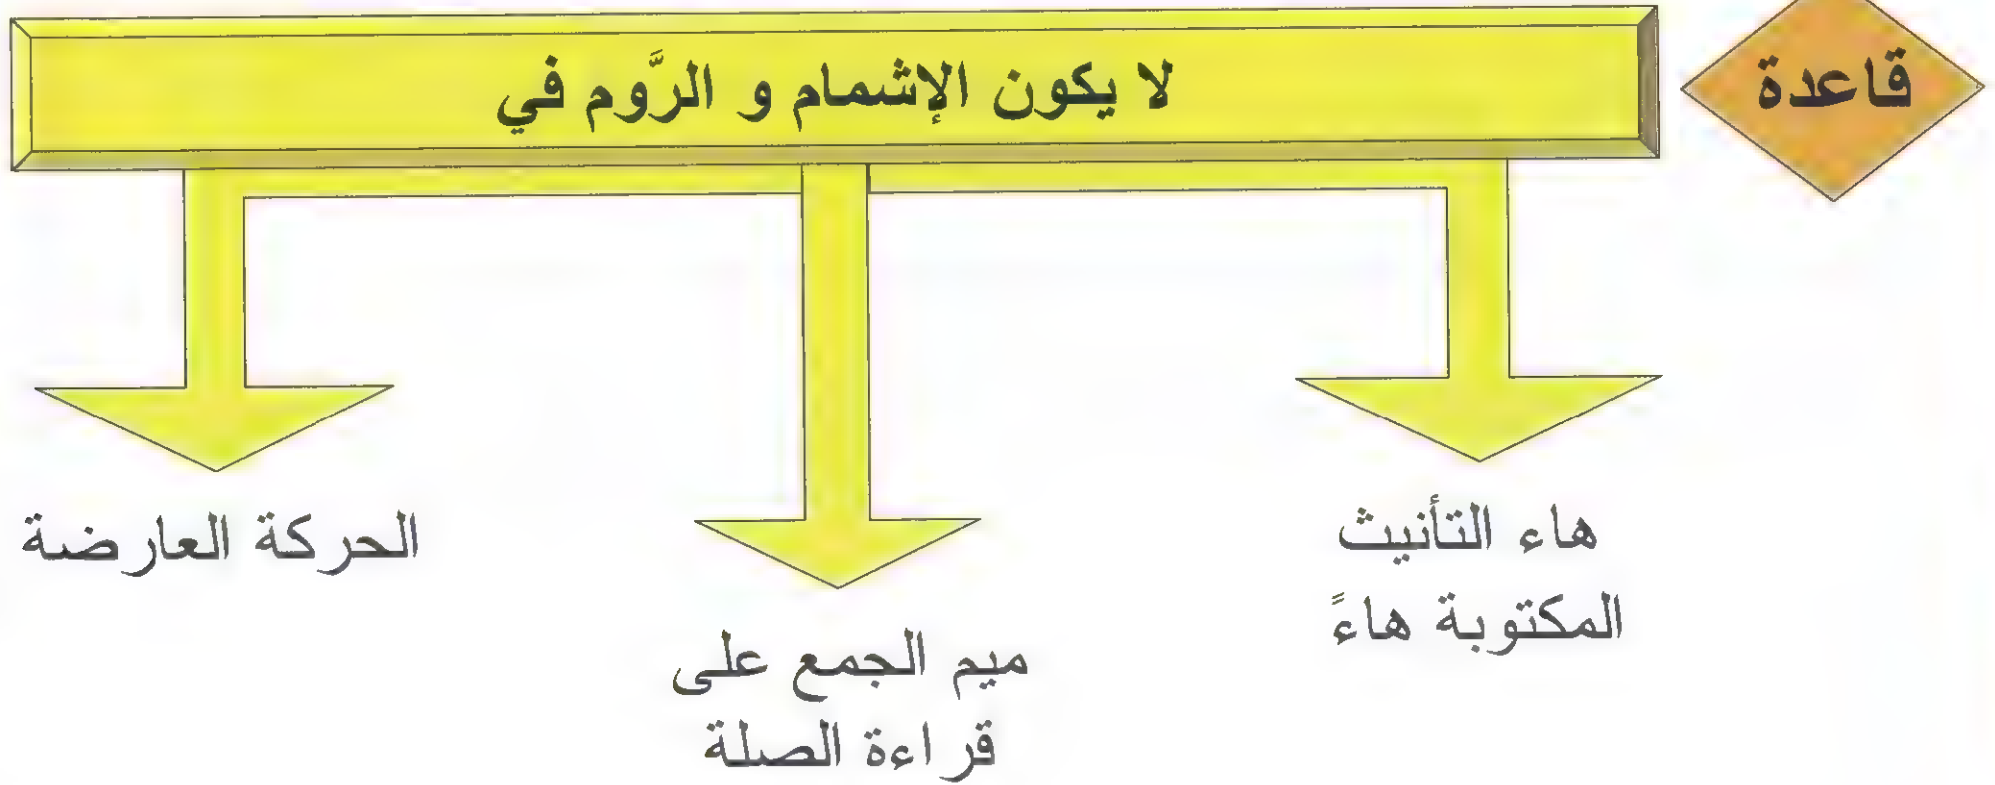 قاعدة
لا يكون الإشمام و الرَّوم في
هاء التأنيث
المكتوبة هاءً
ميم الجمع على
قراءة الصلة
الحركة العارضة